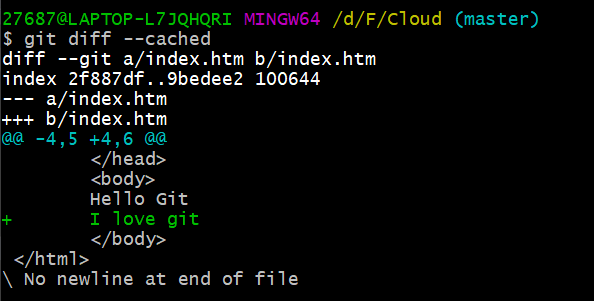 27687@LAPTOP-L7JQHQRI MINGW64 /d/F/Cloud (master)
$ git diff --cached
diff --git a/index.htm b/index.htm
index 2f887df..9bedee2 100644
--- a/index.htm
+++ b/index.htm
@@ -4,5 +4,6 @@
        </head>
        <body>
        Hello Git
+       I love git
        </body>
 </html>
\ No newline at end of file